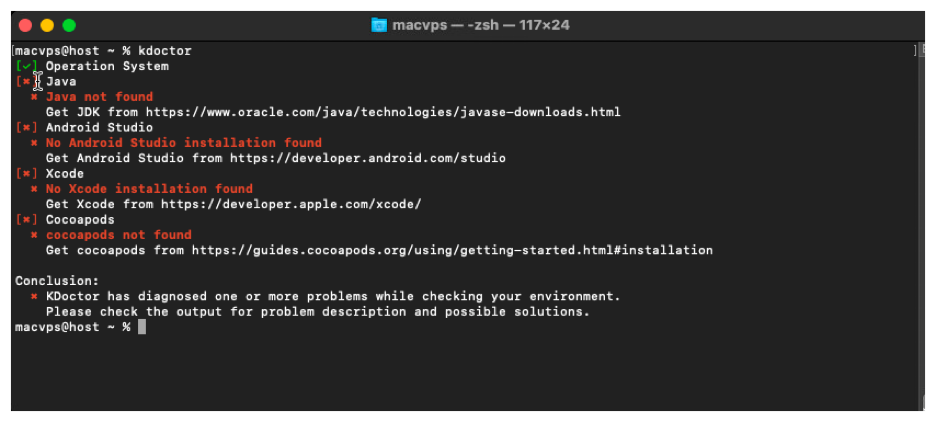 macvps — -zsh — 117×24
[macvps@host ~ % kdoctor ]
[✓] Operation System
[✖] Java
✖ Java not found
Get JDK from https://www.oracle.com/java/technologies/javase-downloads.html
[✖] Android Studio
✖ No Android Studio installation found
Get Android Studio from https://developer.android.com/studio
[✖] Xcode
✖ No Xcode installation found
Get Xcode from https://developer.apple.com/xcode/
[✖] Cocoapods
✖ cocoapods not found
Get cocoapods from https://guides.cocoapods.org/using/getting-started.html#installation
Conclusion:
✖ KDoctor has diagnosed one or more problems while checking your environment.
Please check the output for problem description and possible solutions.
macvps@host ~ %